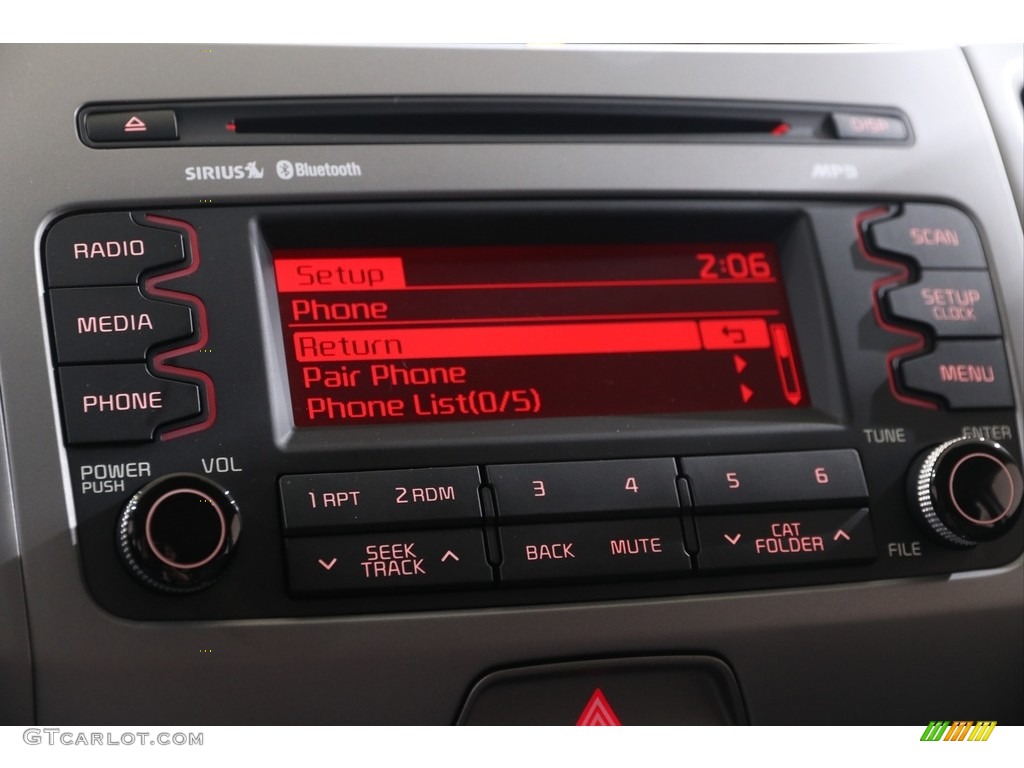 DISP
SIRIUS Bluetooth MP3
RADIO
MEDIA
PHONE
Setup 2:06
Phone
Return
Pair Phone
Phone List(0/5)
SCAN
SETUP
CLOCK
MENU
POWER
PUSH
VOL
TUNE
ENTER
FILE
1 RPT 2 RDM 3 4 5 6
SEEK
TRACK
BACK MUTE
CAT
FOLDER
GTCARLOT.COM